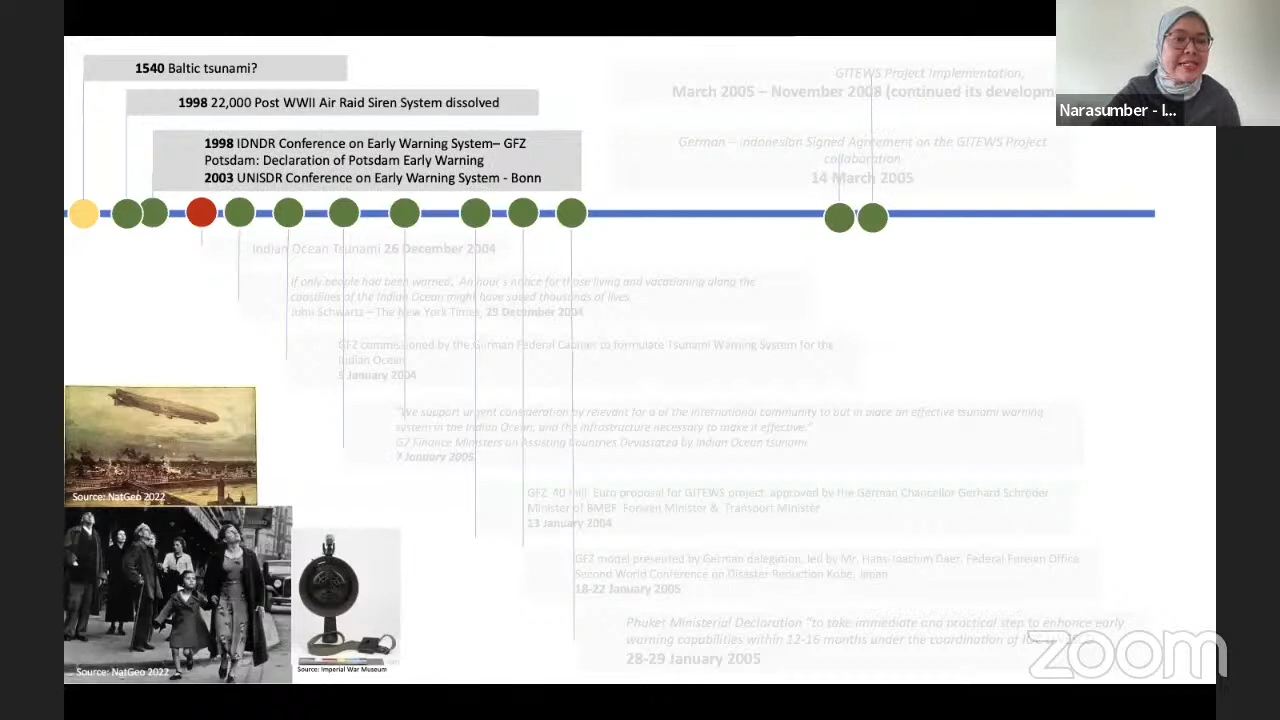 1540 Baltic tsunami?
1998 22,000 Post WWII Air Raid Siren System dissolved
1998 IDNDR Conference on Early Warning System– GFZ
Potsdam: Declaration of Potsdam Early Warning
2003 UNISDR Conference on Early Warning System - Bonn
GITEWS Project Implementation,
March 2005 – November 2008 (continued its developm
German – Indonesian Signed Agreement on the GITEWS Project
collaboration
14 March 2005
Narasumber - I...
Indian Ocean Tsunami 26 December 2004
If only people had been warned. An hour's notice for those living and vacationing along the
coastlines of the Indian Ocean might have saved thousands of lives.
Schwartz – The New York Times, 29 December 2004
GFZ commissioned by the German Federal Cabinet to formulate Tsunami Warning System for the
Indian Ocean
January 2004
"We support urgent consideration by relevant for a of the international community to put in place an effective tsunami warning
system in the Indian Ocean, and the infrastructure necessary to make it effective."
G7 Finance Ministers on Assisting Countries Devastated by Indian Ocean tsunami
7 January 2005
GFZ 40 mill Euro proposal for GITEWS project, approved by the German Chancellor Gerhard Schroder
Minister of BMBF Minister & Transport Minister
13 January 2004
GFZ model presented by German delegation, led by Mr. Hans-Joachim Daer, Federal Foreign Office
Second World Conference on Disaster Reduction Kobe, Japan
18-22 January 2005
Phuket Ministerial Declaration "to take immediate and practical step to enhance early
warning capabilities within 12-16 months under the coordination of
28-29 January 2005
Source: NatGeo 2022
Source: NatGeo 2022
Source: Imperial War Museum
zoom